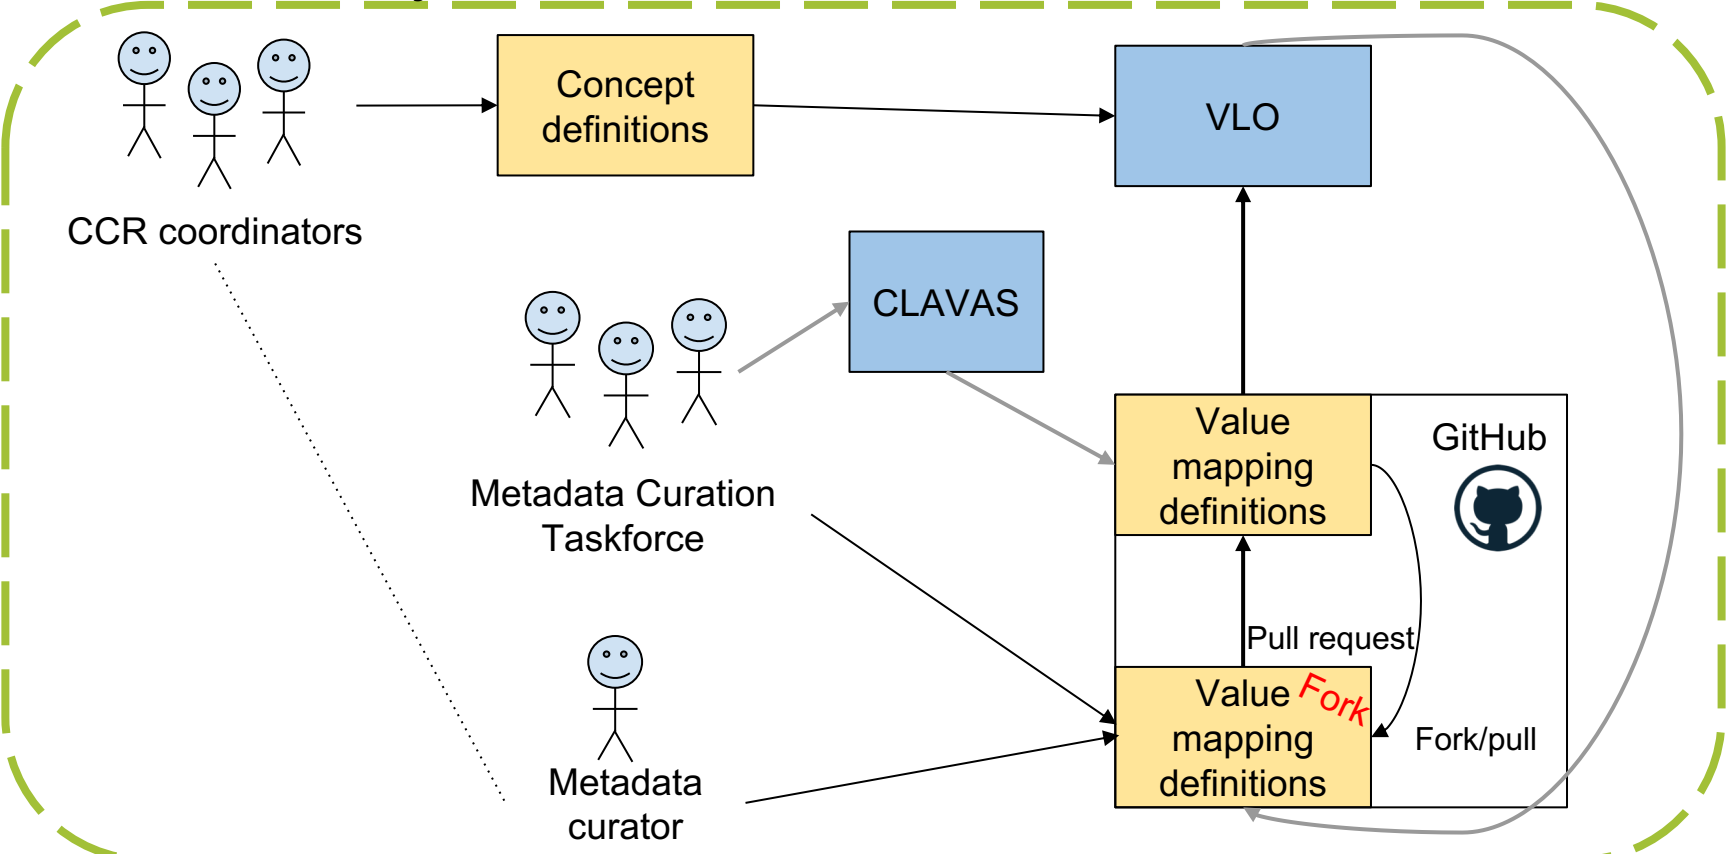 Concept
definitions
VLO
CCR coordinators
CLAVAS
Value
mapping
definitions
GitHub
Metadata Curation
Taskforce
Pull request
Value
Fork
mapping
definitions
Fork/pull
Metadata
curator